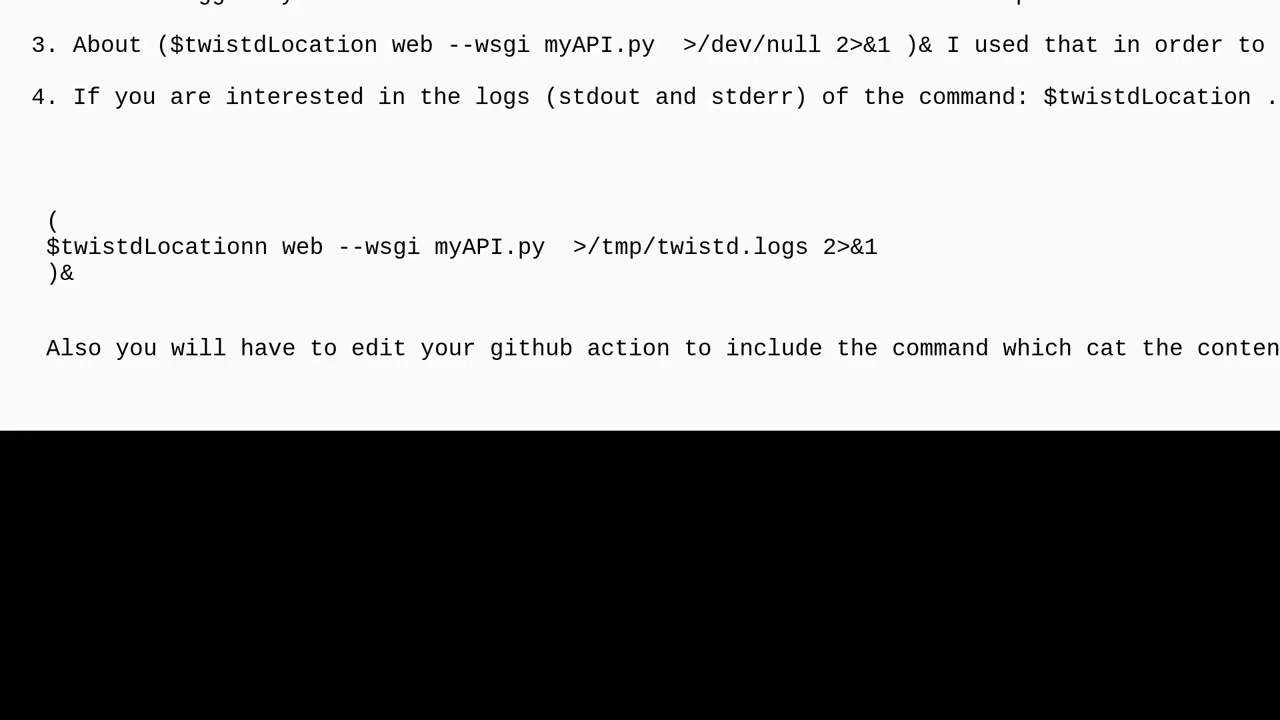 3. About ($twistdLocation web --wsgi myAPI.py  >/dev/null 2>&1 )& I used that in order to
4. If you are interested in the logs (stdout and stderr) of the command: $twistdLocation .
(
$twistdLocationn web --wsgi myAPI.py  >/tmp/twistd.logs 2>&1
)&
Also you will have to edit your github action to include the command which cat the conten